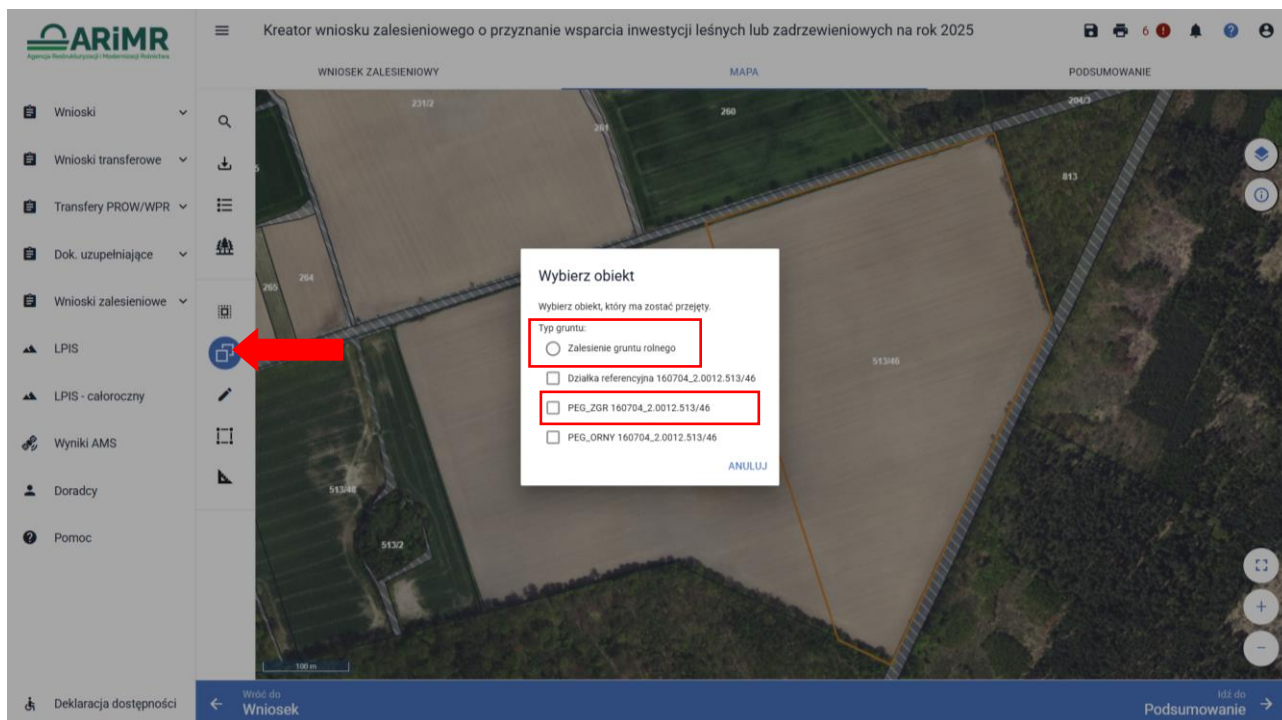 ARiMR
Agencja Restrukturyzacji i Modernizacji Rolnictwa
Kreator wniosku zalesieniowego o przyznanie wsparcia inwestycji leśnych lub zadrzewieniowych na rok 2025
6
WNIOSEK ZALESIENIOWY
MAPA
PODSUMOWANIE
Wnioski
Wnioski transferowe
Transfery PROW/WPR
Dok. uzupełniające
Wnioski zalesieniowe
LPIS
LPIS - całoroczny
Wyniki AMS
Doradcy
Pomoc
Deklaracja dostępności
231/2
261
260
204/3
813
264
265
513/46
513/48
513/2
100 m
Wybierz obiekt
Wybierz obiekt, który ma zostać przejęty.
Typ gruntu:
Zalesienie gruntu rolnego
Działka referencyjna 160704_2.0012.513/46
PEG_ZGR 160704_2.0012.513/46
PEG_ORNY 160704_2.0012.513/46
ANULUJ
Wróć do
Wniosek
Idź do
Podsumowanie